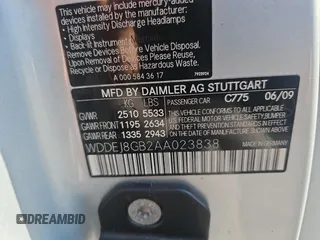 This vehicle may contain mercury-added
devices installed by the manufacturer:
- High Intensity Discharge Headlamps
- Displays
- Back-lit Instrument
Remove Devices Before Vehicle Disposal.
Upon Removal of Devices Please Reuse,
Recycle or Dispose as Hazardous Waste.
A 000 584 36 17
MFD BY DAIMLER AG STUTTGART
KG LBS PASSENGER CAR C775 06/09
GVWR 2510 5533
GAWR-FRONT 1195 2634
GAWR-REAR 1335 2943
THIS VEHICLE CONFORMS TO ALL APPLICABLE
U.S. FEDERAL MOTOR VEHICLE SAFETY BUMPER,
AND THEFT PREVENTION STANDARDS IN EFFECT ON
THE DATE OF MANUFACTURE SHOWN ABOVE.
WDDEJ8GB2AA023838
MADE IN GERMANY
DREAMBID